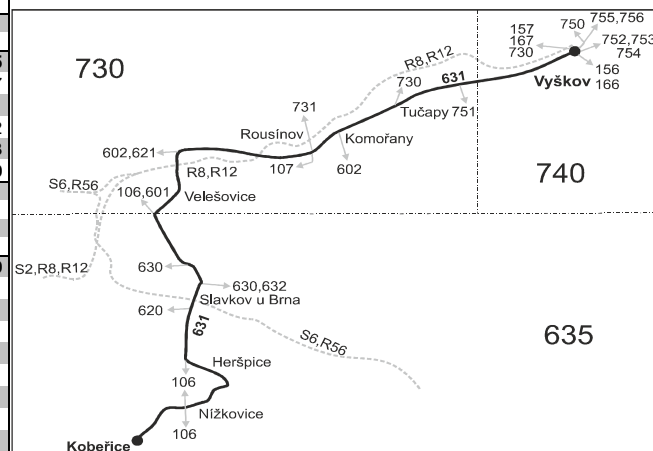 755,756
750
157
167
730
752,753
754
730
R8,R12
156
166
730
631
Vyškov
731
Tučapy 751
Rousínov
Komořany
602,621
107
602
R8,R12
740
S6,R56
106,601
Velešovice
S2,R8,R12
630
630,632
Slavkov u Brna
620
631
635
S6,R56
Heršpice
106
Nížkovice
106
Kobeřice